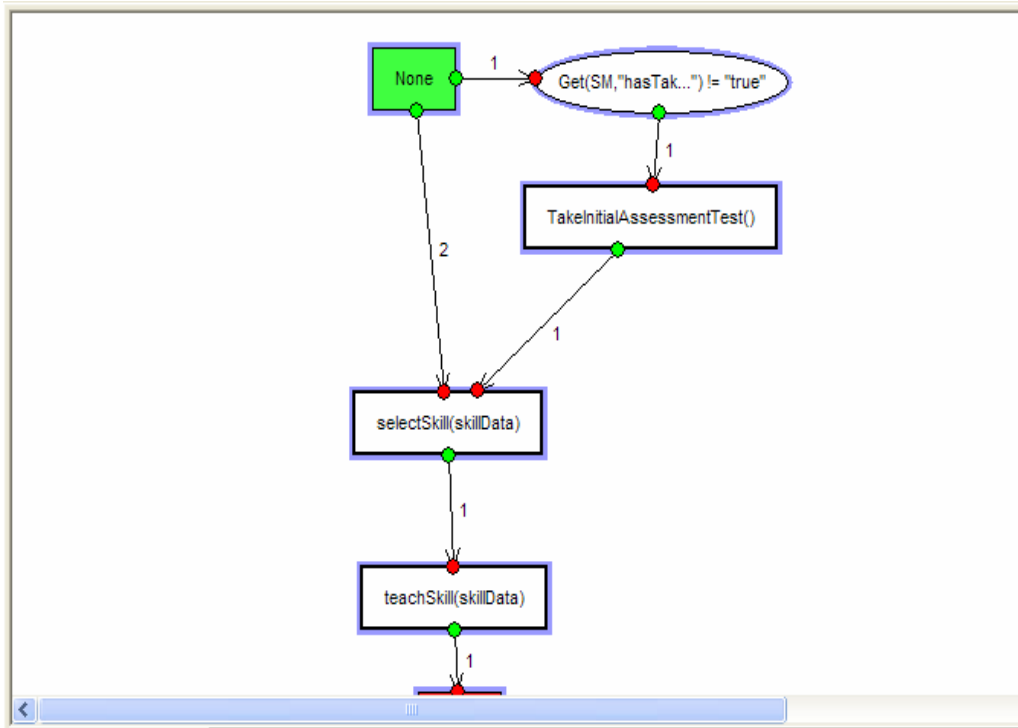 None
1
Get(SM,"hasTak...") != "true"
1
TakeInitialAssessmentTest()
2
1
selectSkill(skillData)
1
teachSkill(skillData)
1